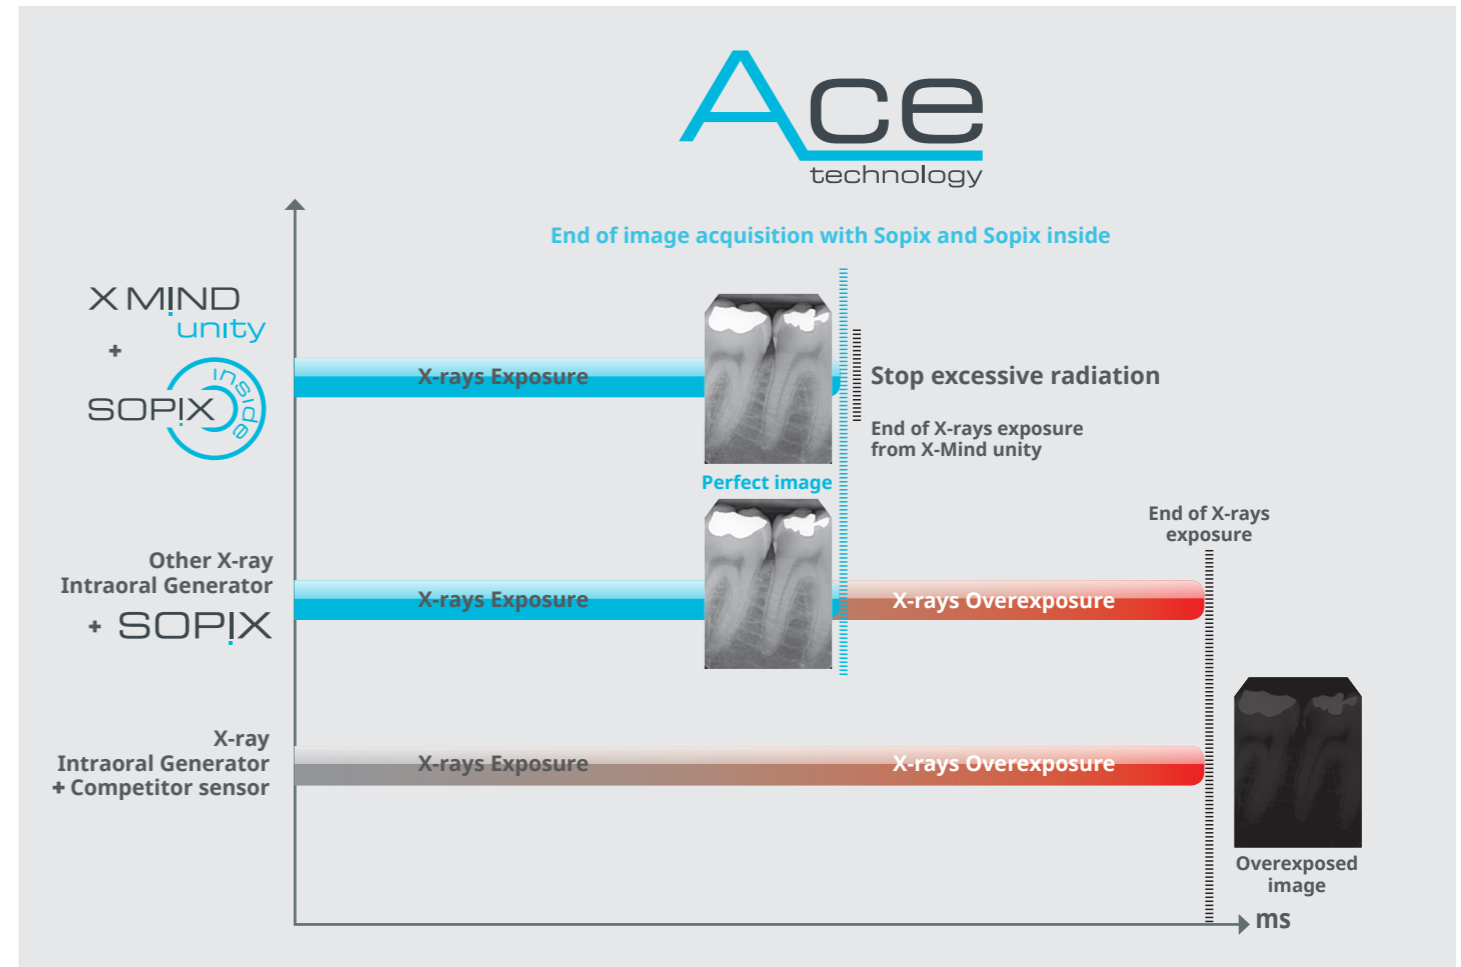 Ace
technology
End of image acquisition with Sopix and Sopix inside
X MIND
unity
+
SOPIX inside
X-rays Exposure
Stop excessive radiation
End of X-rays exposure
from X-Mind unity
Perfect image
End of X-rays
exposure
Other X-ray
Intraoral Generator
+ SOPIX
X-rays Exposure
X-rays Overexposure
X-ray
Intraoral Generator
+ Competitor sensor
X-rays Exposure
X-rays Overexposure
Overexposed
image
ms